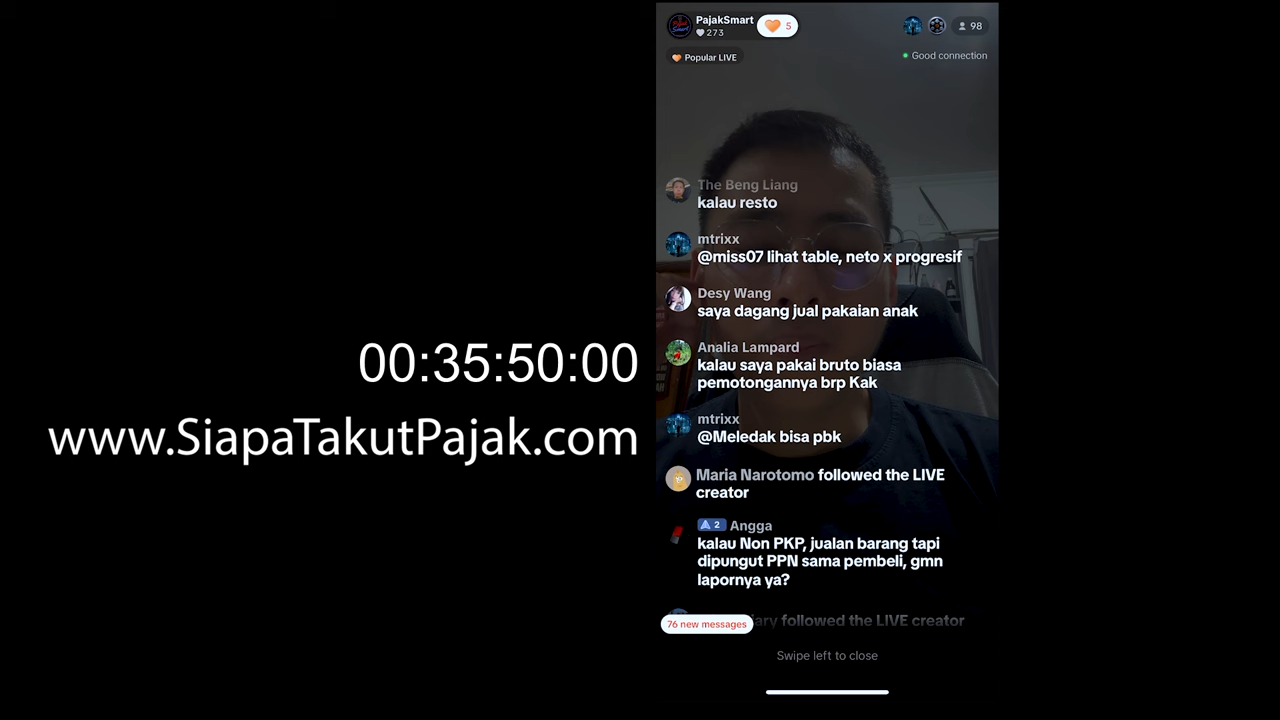 PajakSmart
273
5
98
Popular LIVE
Good connection
The Beng Liang
kalau resto
mtrixx
@miss07 lihat table, neto x progresif
Desy Wang
saya dagang jual pakaian anak
Analia Lampard
kalau saya pakai bruto biasa
pemotongannya brp Kak
mtrixx
@Meledak bisa pbk
Maria Narotomo followed the LIVE
creator
2 Angga
kalau Non PKP, jualan barang tapi
dipungut PPN sama pembeli, gmn
lapornya ya?
followed the LIVE creator
76 new messages
Swipe left to close
00:35:50:00
www.SiapaTakutPajak.com